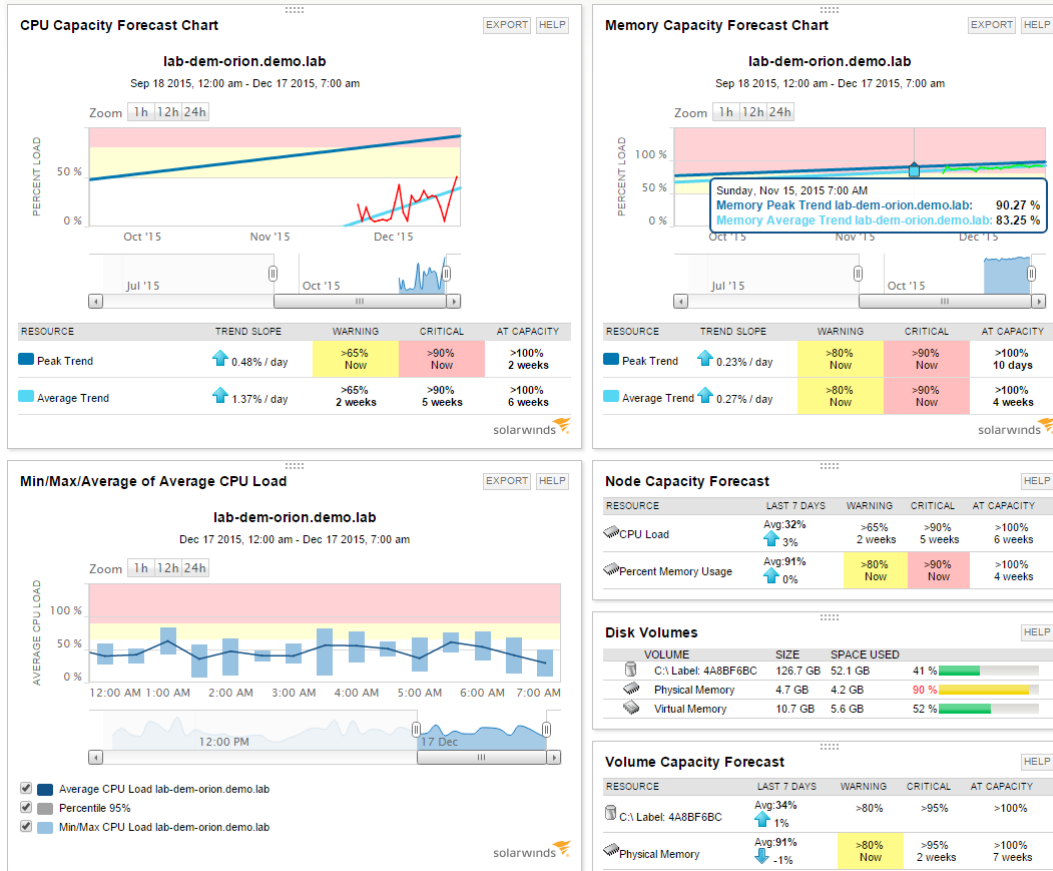 CPU Capacity Forecast Chart
EXPORT HELP
lab-dem-orion.demo.lab
Sep 18 2015, 12:00 am - Dec 17 2015, 7:00 am
Zoom 1h 12h 24h
PERCENT LOAD
50 %
0 %
Oct '15 Nov '15 Dec '15
Jul '15 Oct '15
RESOURCE TREND SLOPE WARNING CRITICAL AT CAPACITY
Peak Trend 0.48% / day >65% Now >90% Now >100% 2 weeks
Average Trend 1.37% / day >65% 2 weeks >90% 5 weeks >100% 6 weeks
solarwinds
Memory Capacity Forecast Chart
EXPORT HELP
lab-dem-orion.demo.lab
Sep 18 2015, 12:00 am - Dec 17 2015, 7:00 am
Zoom 1h 12h 24h
PERCENT LOAD
100 %
50 %
0 %
Sunday, Nov 15, 2015 7:00 AM
Memory Peak Trend lab-dem-orion.demo.lab: 90.27 %
Memory Average Trend lab-dem-orion.demo.lab: 83.25 %
Oct '15 Nov '15 Dec '15
Jul '15 Oct '15
RESOURCE TREND SLOPE WARNING CRITICAL AT CAPACITY
Peak Trend 0.23% / day >80% Now >90% Now >100% 10 days
Average Trend 0.27% / day >80% Now >90% Now >100% 4 weeks
solarwinds
Min/Max/Average of Average CPU Load
EXPORT HELP
lab-dem-orion.demo.lab
Dec 17 2015, 12:00 am - Dec 17 2015, 7:00 am
Zoom 1h 12h 24h
AVERAGE CPU LOAD
100 %
50 %
0 %
12:00 AM 1:00 AM 2:00 AM 3:00 AM 4:00 AM 5:00 AM 6:00 AM 7:00 AM
12:00 PM 17 Dec
Average CPU Load lab-dem-orion.demo.lab
Percentile 95%
Min/Max CPU Load lab-dem-orion.demo.lab
solarwinds
Node Capacity Forecast
HELP
RESOURCE LAST 7 DAYS WARNING CRITICAL AT CAPACITY
CPU Load Avg:32% 3% >65% 2 weeks >90% 5 weeks >100% 6 weeks
Percent Memory Usage Avg:91% 0% >80% Now >90% Now >100% 4 weeks
Disk Volumes
HELP
VOLUME SIZE SPACE USED
C:\ Label: 4A8BF6BC 126.7 GB 52.1 GB 41 %
Physical Memory 4.7 GB 4.2 GB 90 %
Virtual Memory 10.7 GB 5.6 GB 52 %
Volume Capacity Forecast
HELP
RESOURCE LAST 7 DAYS WARNING CRITICAL AT CAPACITY
C:\ Label: 4A8BF6BC Avg:34% 1% >80% >95% >100%
Physical Memory Avg:91% -1% >80% Now >95% 2 weeks >100% 7 weeks